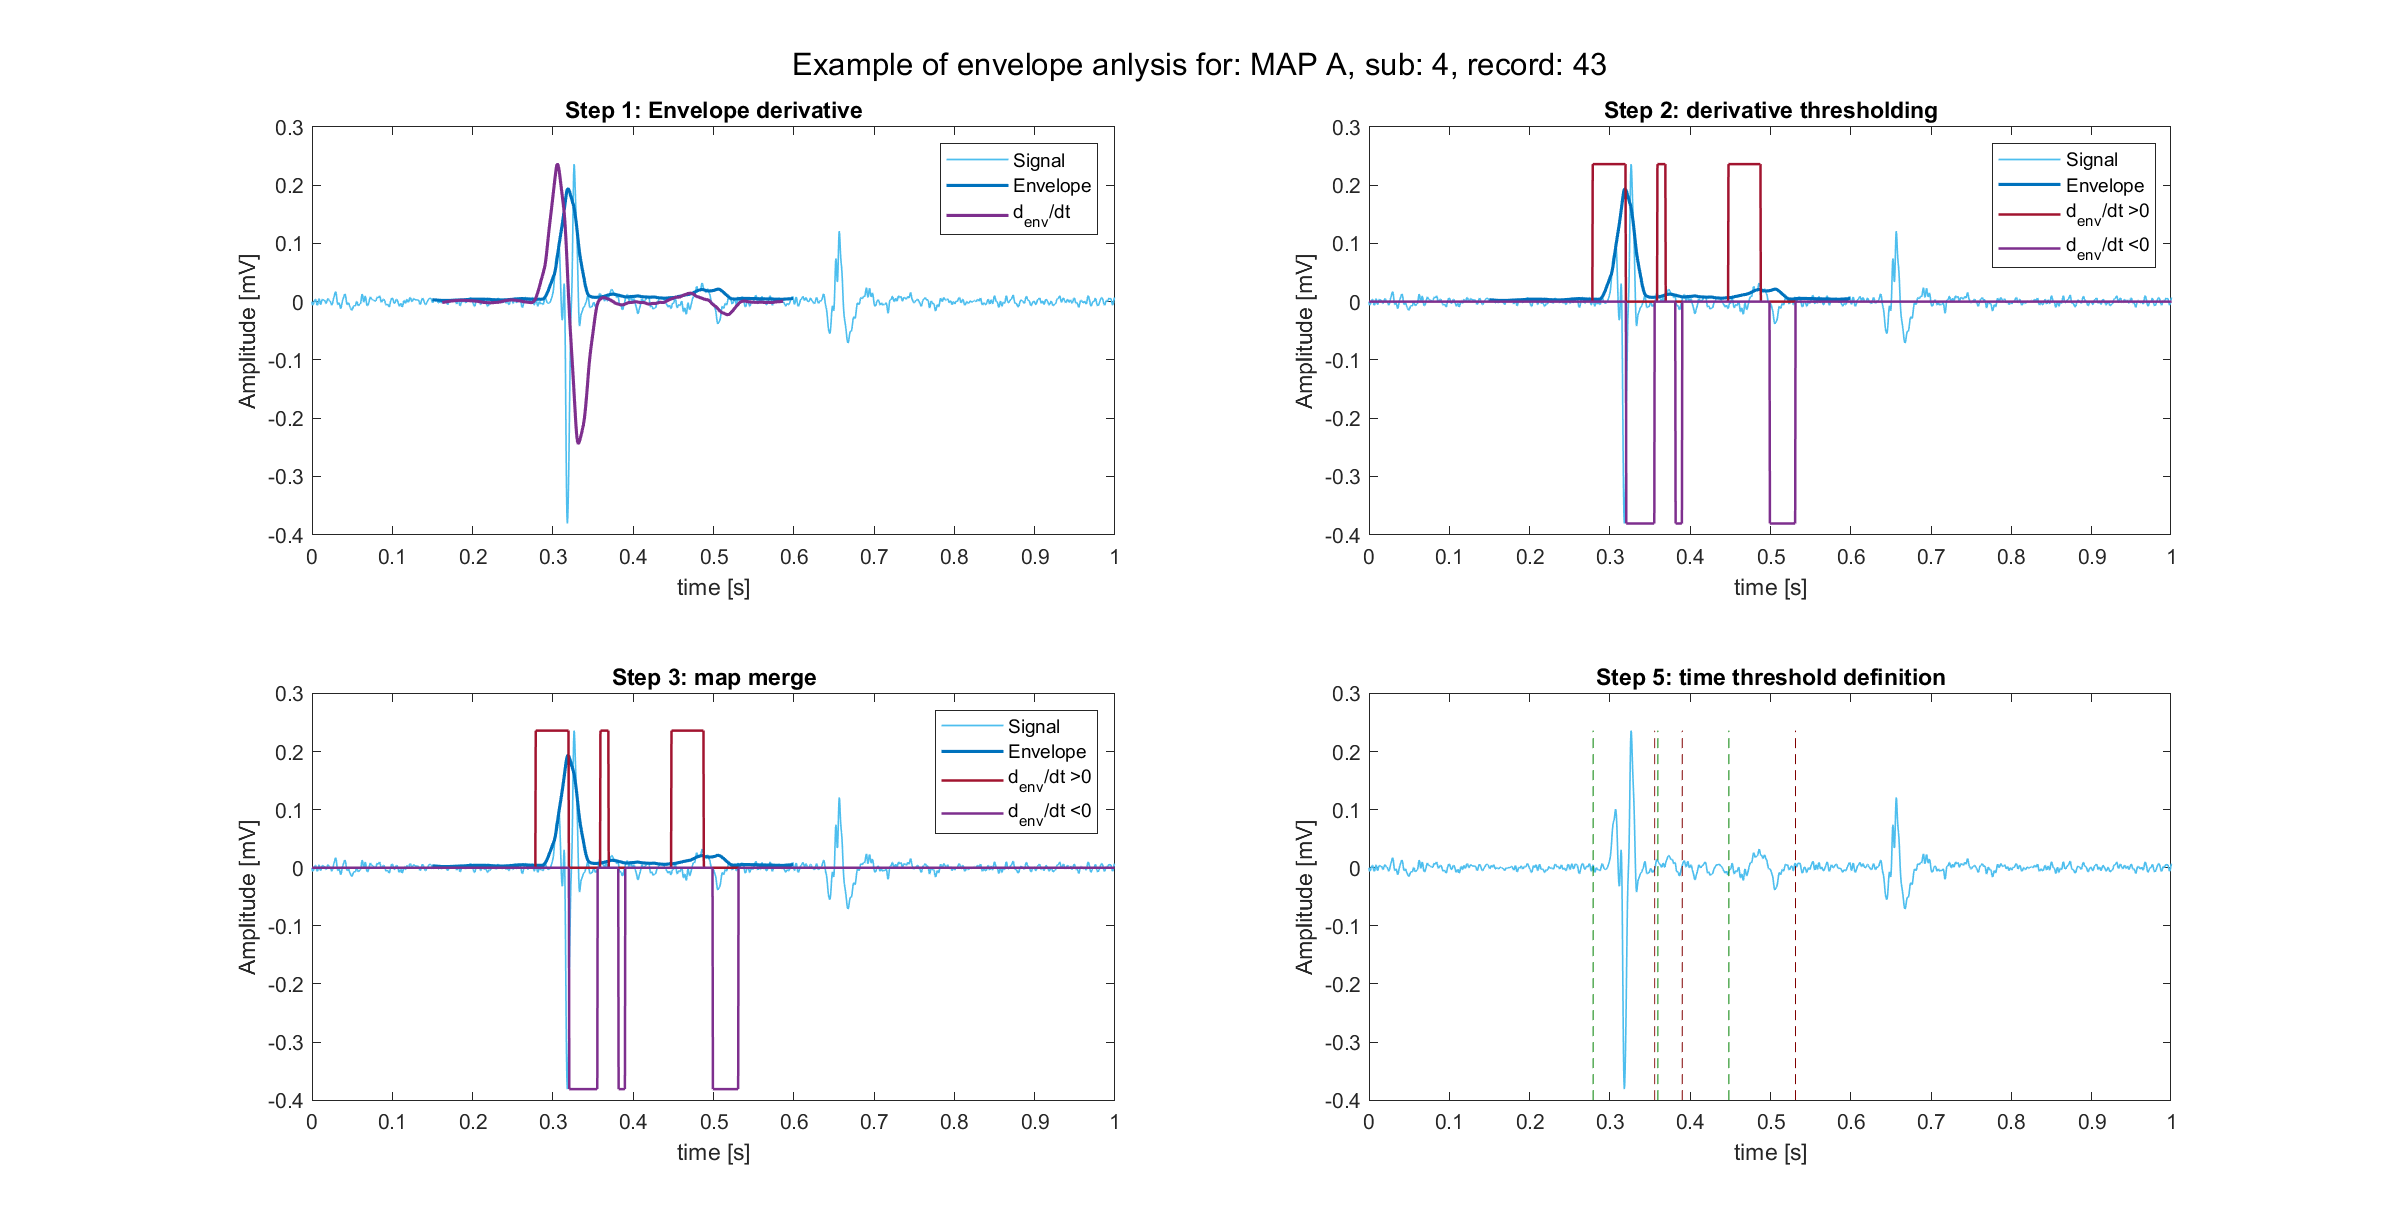 Example of envelope anlysis for: MAP A, sub: 4, record: 43
Step 1: Envelope derivative
0.3
0.2
0.1
0
-0.1
-0.2
-0.3
-0.4
Amplitude [mV]
0 0.1 0.2 0.3 0.4 0.5 0.6 0.7 0.8 0.9 1
time [s]
Signal
Envelope
d_env/dt
Step 2: derivative thresholding
0.3
0.2
0.1
0
-0.1
-0.2
-0.3
-0.4
Amplitude [mV]
0 0.1 0.2 0.3 0.4 0.5 0.6 0.7 0.8 0.9 1
time [s]
Signal
Envelope
d_env/dt >0
d_env/dt <0
Step 3: map merge
0.3
0.2
0.1
0
-0.1
-0.2
-0.3
-0.4
Amplitude [mV]
0 0.1 0.2 0.3 0.4 0.5 0.6 0.7 0.8 0.9 1
time [s]
Signal
Envelope
d_env/dt >0
d_env/dt <0
Step 5: time threshold definition
0.3
0.2
0.1
0
-0.1
-0.2
-0.3
-0.4
Amplitude [mV]
0 0.1 0.2 0.3 0.4 0.5 0.6 0.7 0.8 0.9 1
time [s]